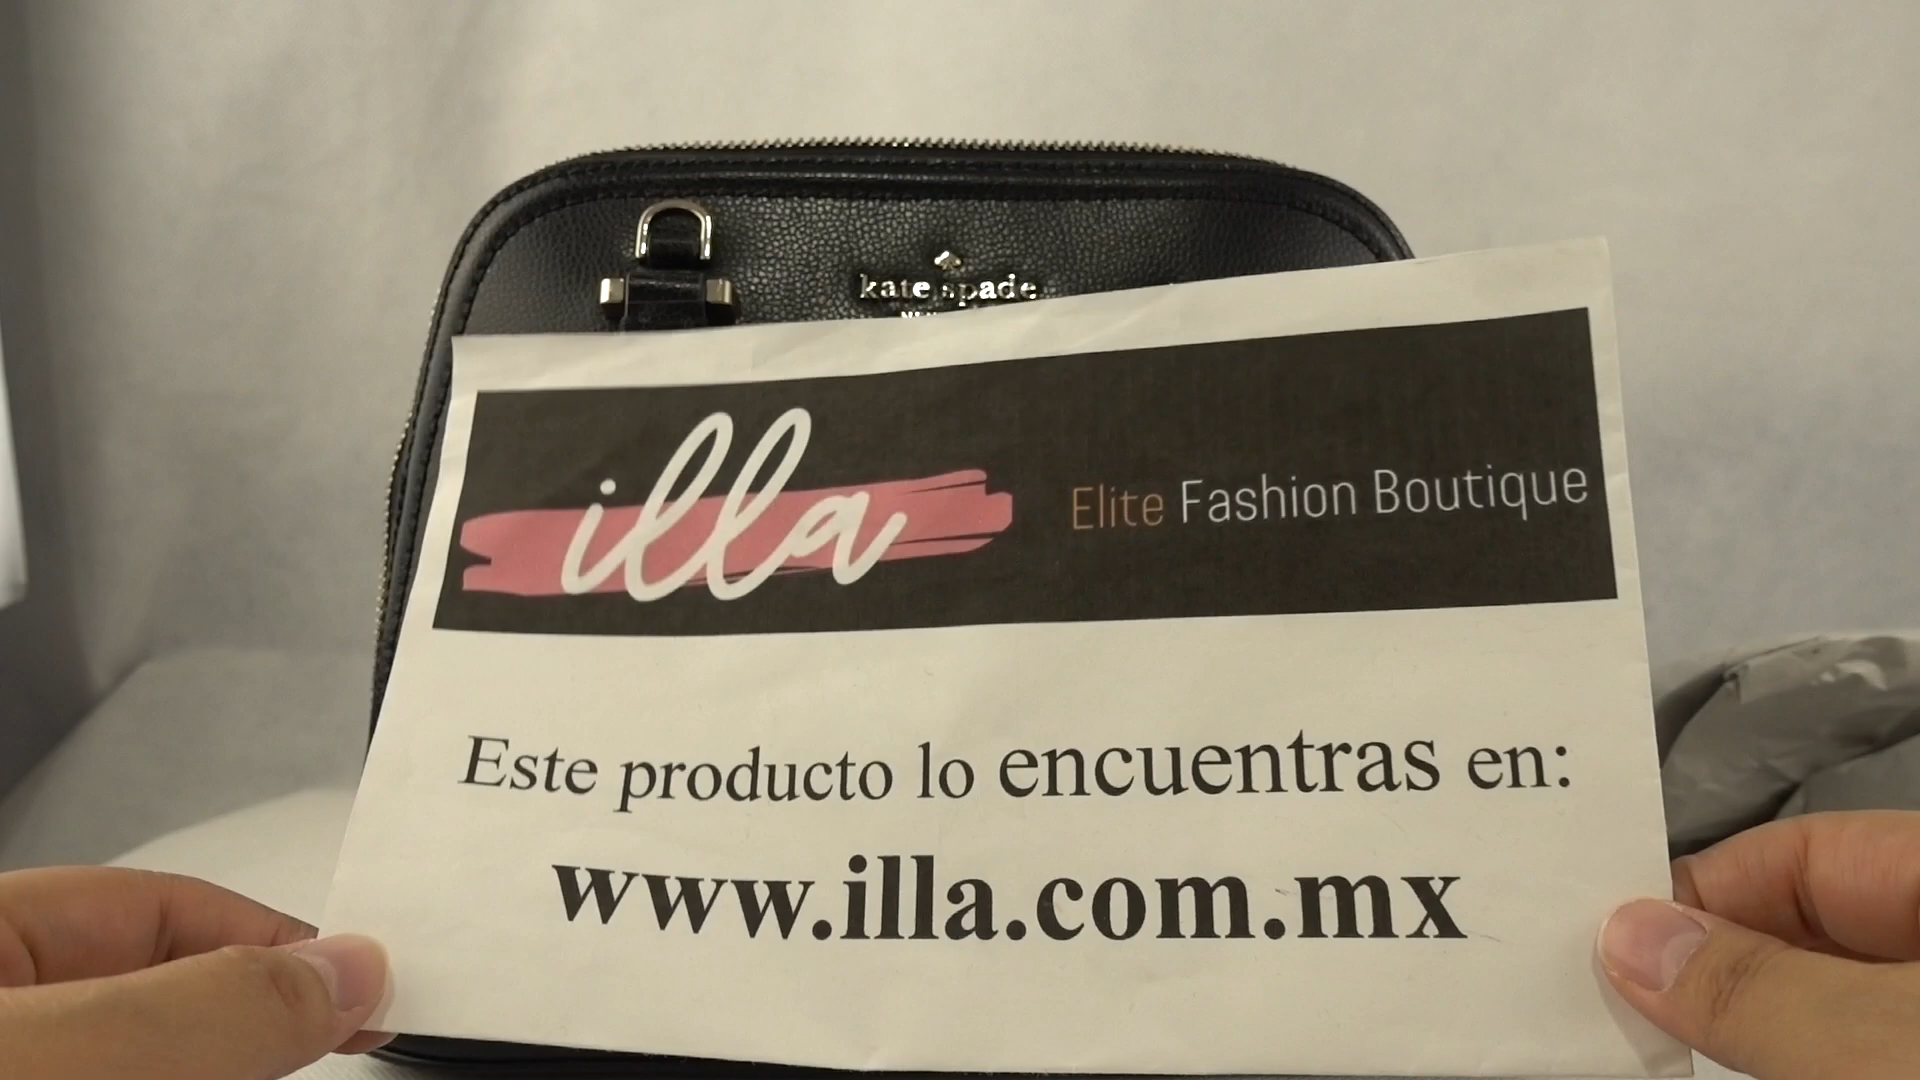 kate spade
illa
Elite Fashion Boutique
Este producto lo encuentras en:
www.illa.com.mx